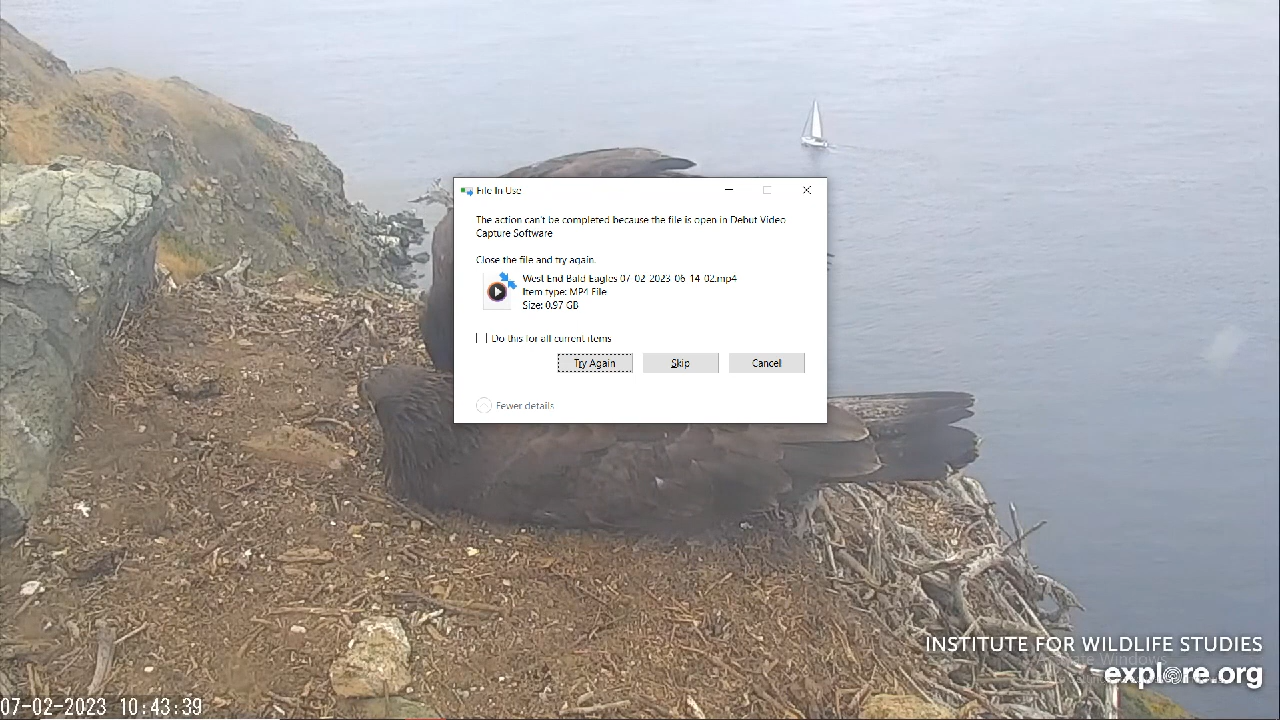 File In Use
The action can't be completed because the file is open in Debut Video
Capture Software
Close the file and try again.
West End Bald Eagles 07-02-2023-06-14-02.mp4
Item type: MP4 File
Size: 0.97 GB
Do this for all current items
Try Again Skip Cancel
Fewer details
INSTITUTE FOR WILDLIFE STUDIES
explore.org
07-02-2023 10:43:39